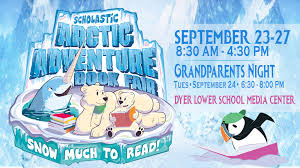 SCHOLASTIC
ARCTIC
ADVENTURE
BOOK FAIR
SNOW MUCH TO READ!
SEPTEMBER 23-27
8:30 AM - 4:30 PM
GRANDPARENTS NIGHT
TUES • SEPTEMBER 24 • 6:30 - 8:00 PM
DYER LOWER SCHOOL MEDIA CENTER